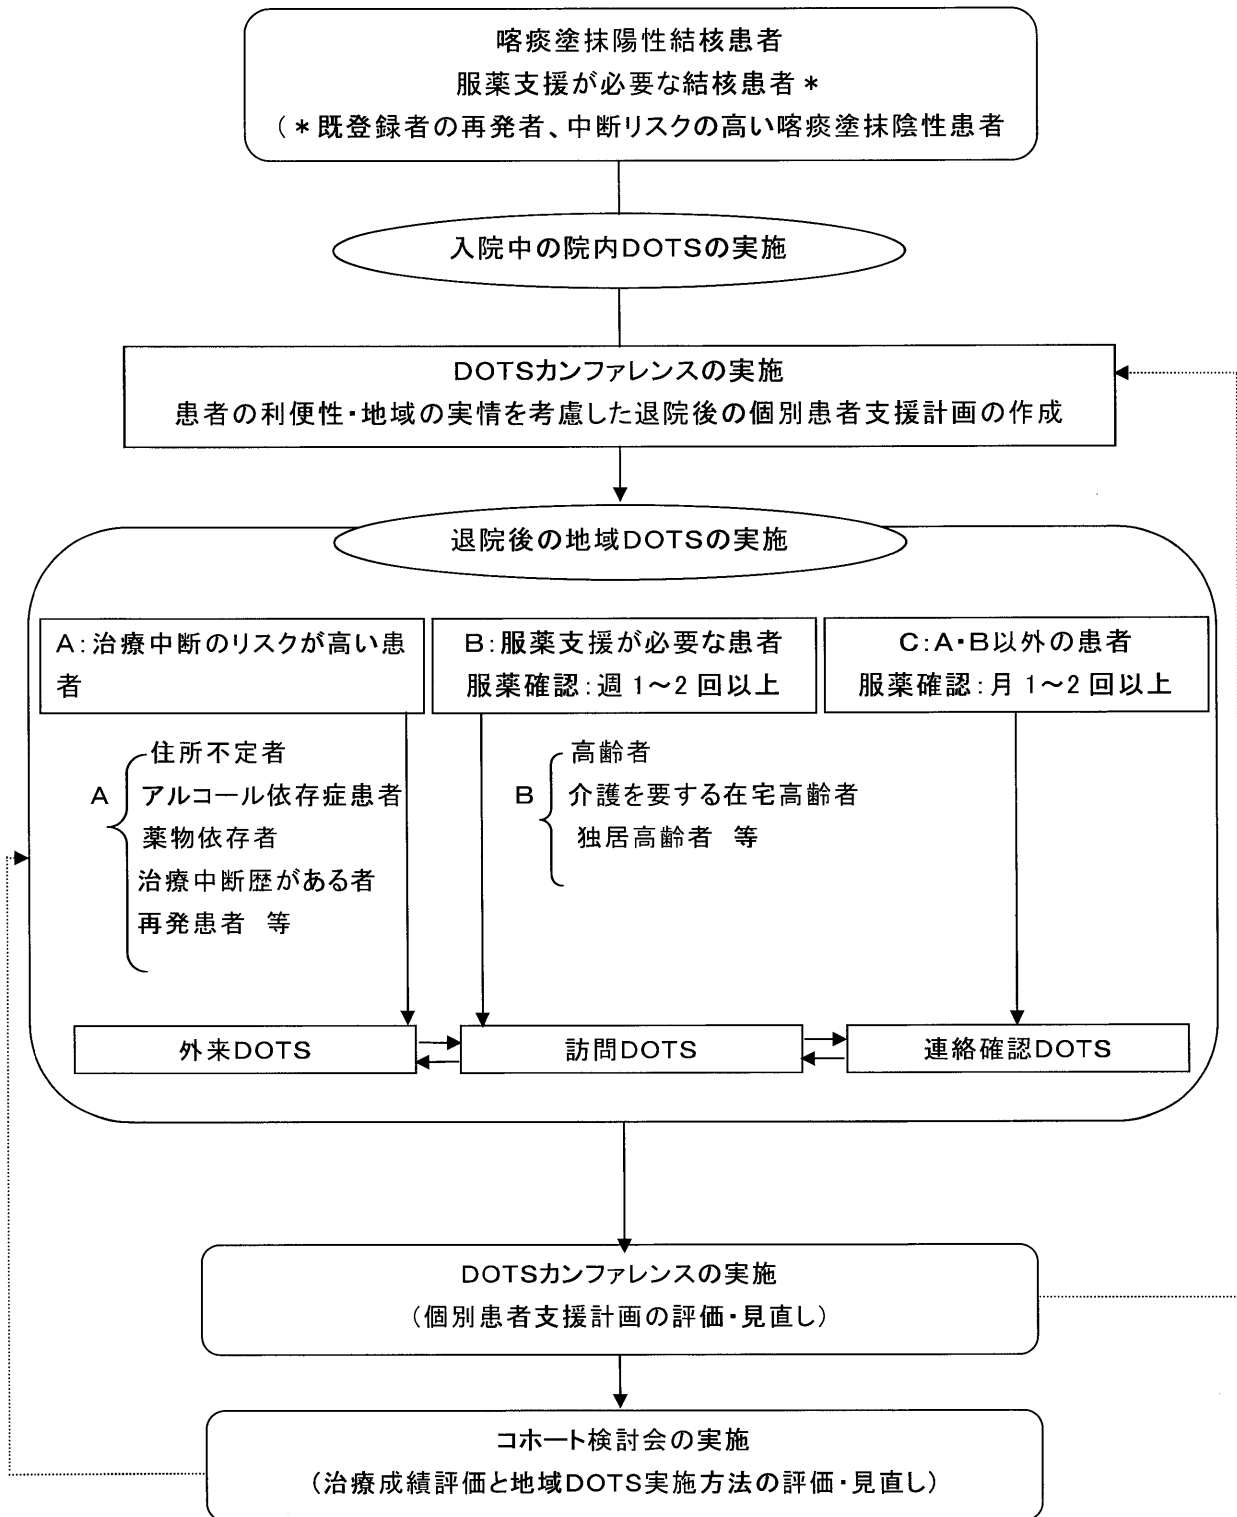 喀痰塗抹陽性結核患者
服薬支援が必要な結核患者＊
（＊既登録者の再発者、中断リスクの高い喀痰塗抹陰性患者
入院中の院内DOTSの実施
DOTSカンファレンスの実施
患者の利便性・地域の実情を考慮した退院後の個別患者支援計画の作成
退院後の地域DOTSの実施
A：治療中断のリスクが高い患
者
B：服薬支援が必要な患者
服薬確認：週1～2回以上
C：A・B以外の患者
服薬確認：月1～2回以上
A
住所不定者
アルコール依存症患者
薬物依存者
治療中断歴がある者
再発患者　等
B
高齢者
介護を要する在宅高齢者
独居高齢者　等
外来DOTS
訪問DOTS
連絡確認DOTS
DOTSカンファレンスの実施
（個別患者支援計画の評価・見直し）
コホート検討会の実施
（治療成績評価と地域DOTS実施方法の評価・見直し）